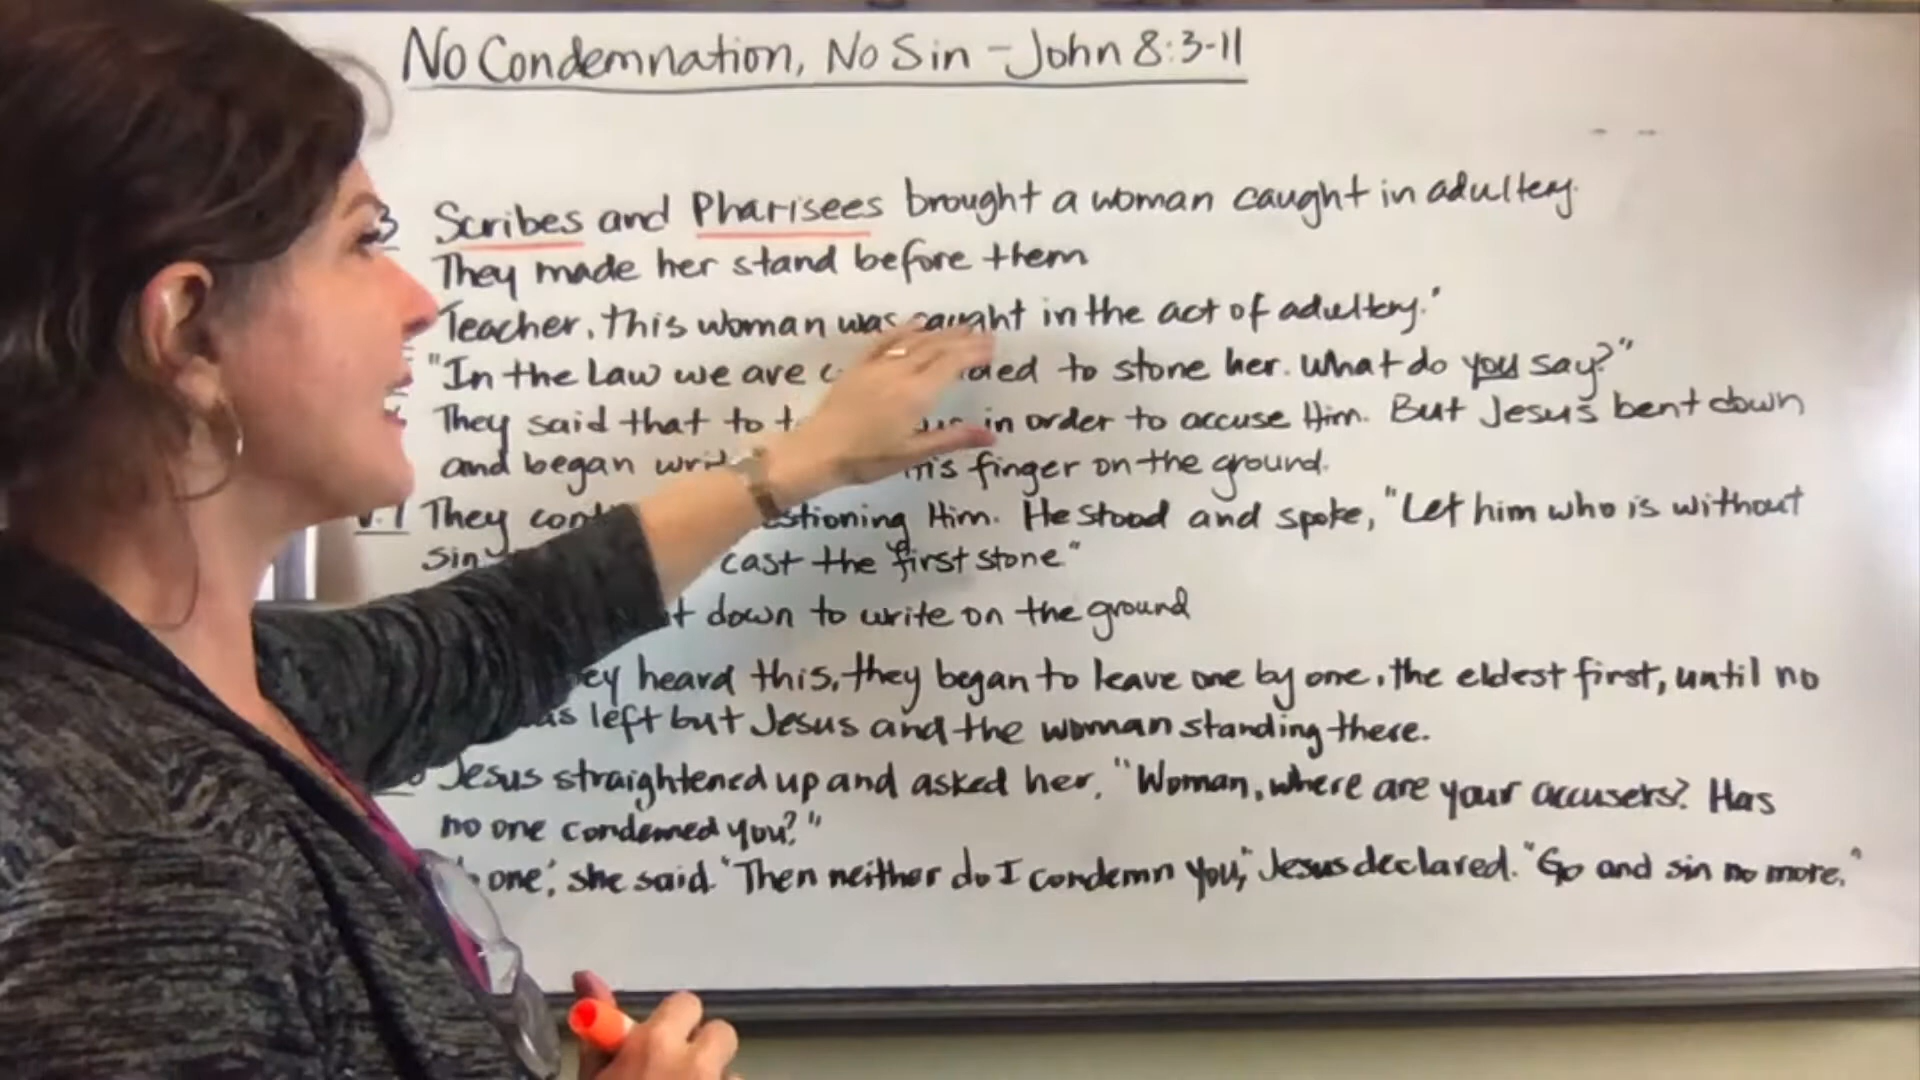 No Condemnation, No Sin - John 8:3-11
3 Scribes and Pharisees brought a woman caught in adultery.
They made her stand before them
Teacher, this woman was caught in the act of adultery."
"In the Law we are to stone her. What do you say?"
They said that to in order to accuse Him. But Jesus bent down
and began his finger on the ground.
They Him. He stood and spoke, "Let him who is without
sin cast the first stone"
down to write on the ground
heard this, they began to leave one by one, the eldest first, until no
left but Jesus and the woman standing there.
Jesus straightened up and asked her, "Woman, where are your accusers? Has
no one condemned you?"
one", she said. "Then neither do I condemn you," Jesus declared. "Go and sin no more."